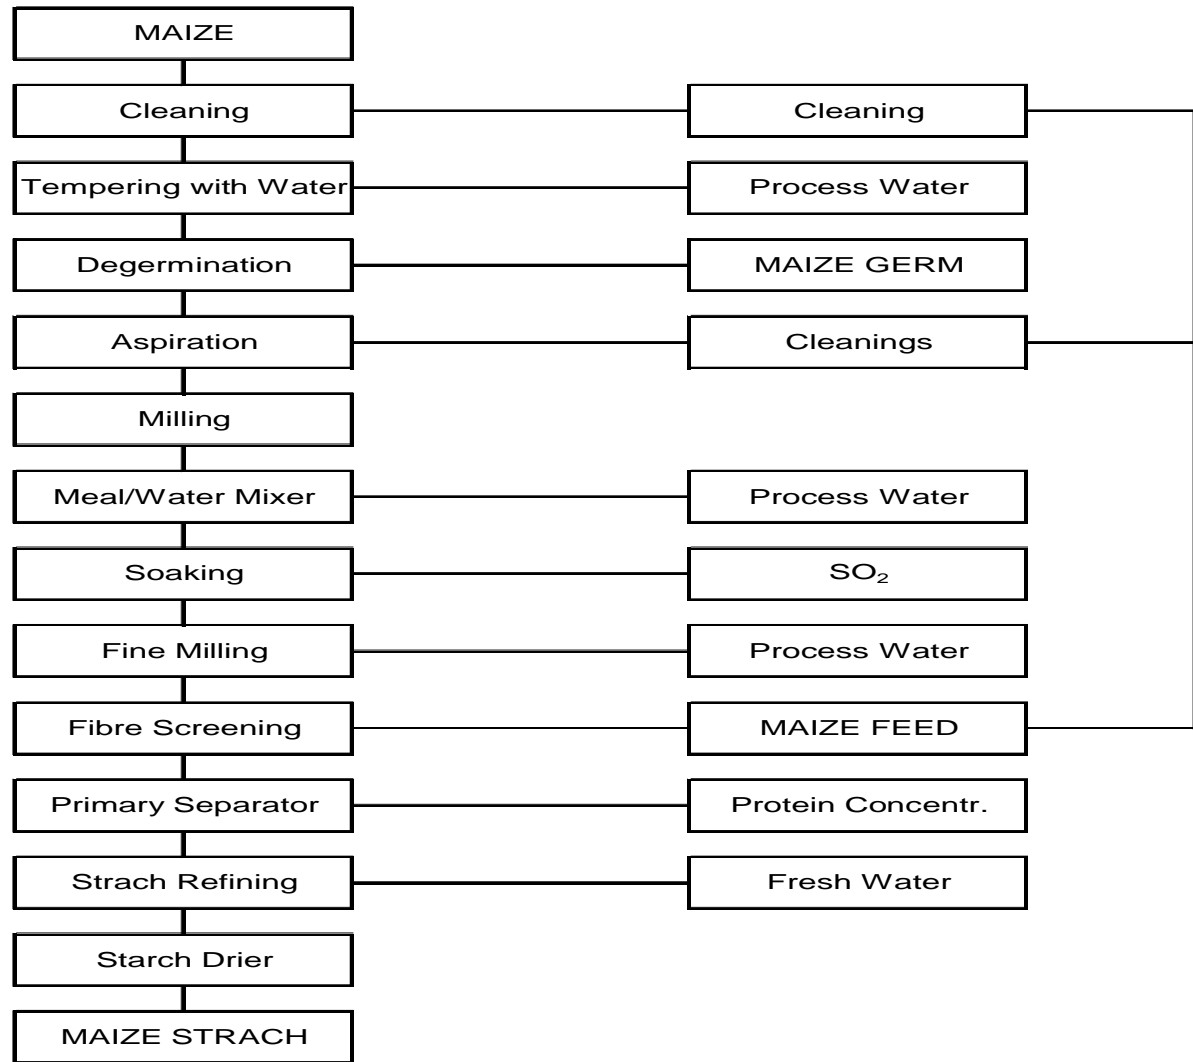 MAIZE
Cleaning Cleaning
Tempering with Water Process Water
Degermination MAIZE GERM
Aspiration Cleanings
Milling
Meal/Water Mixer Process Water
Soaking SO₂
Fine Milling Process Water
Fibre Screening MAIZE FEED
Primary Separator Protein Concentr.
Strach Refining Fresh Water
Starch Drier
MAIZE STRACH